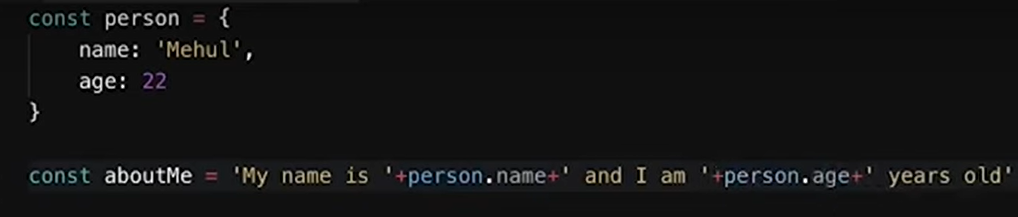 const person = {
    name: 'Mehul',
    age: 22
}
const aboutMe = 'My name is '+person.name+' and I am '+person.age+' years old'